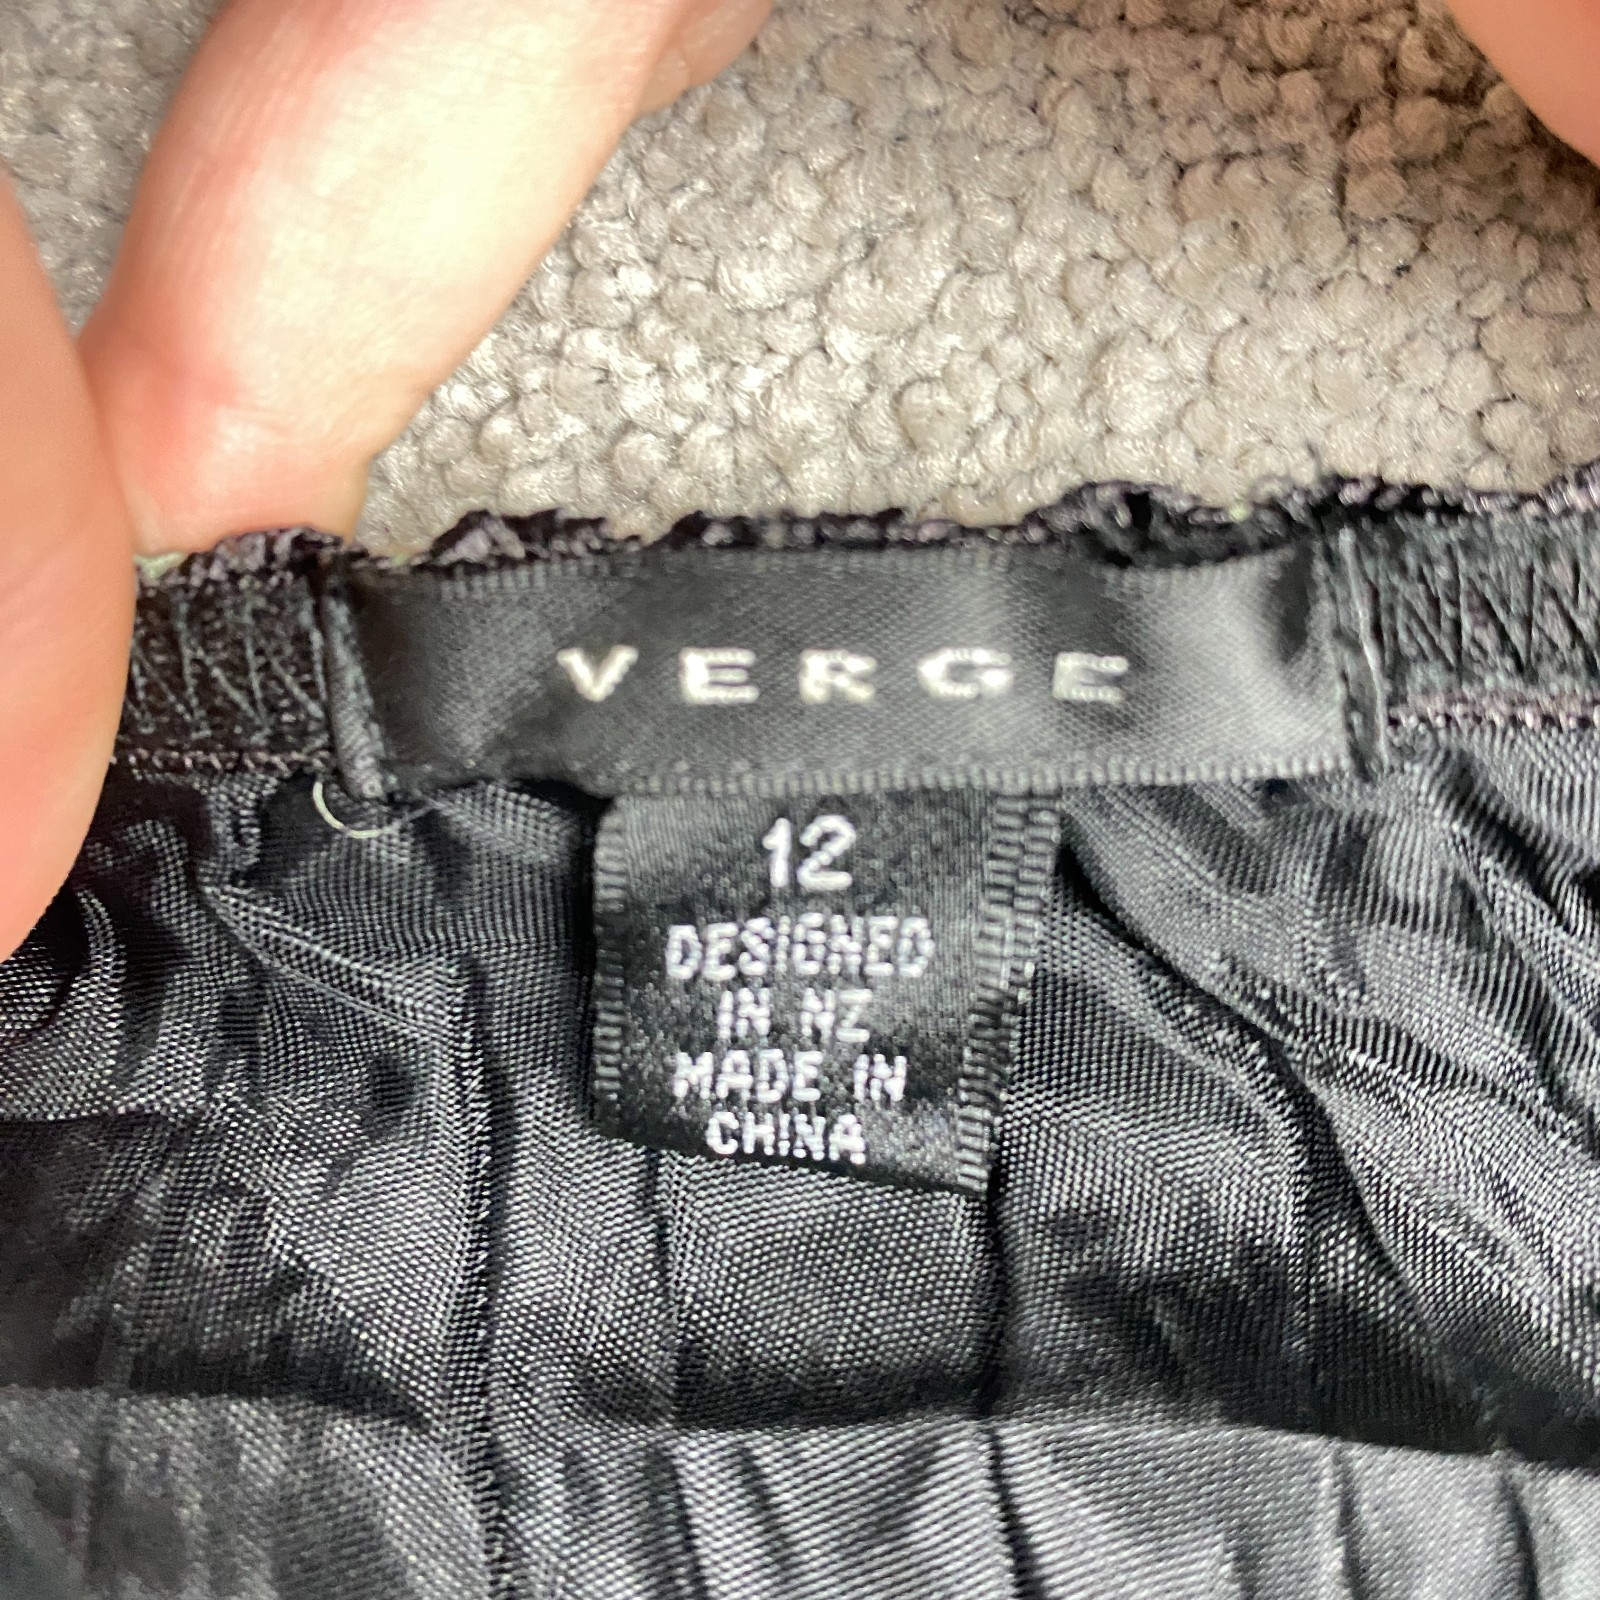 VERGE
12
DESIGNED
IN NZ
MADE IN
CHINA